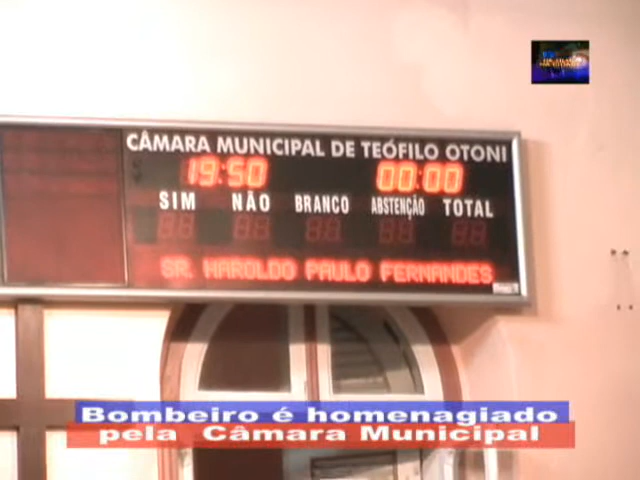 CÂMARA MUNICIPAL DE TEÓFILO OTONI
19:50 00:00
SIM NÃO BRANCO ABSTENÇÃO TOTAL
SR. HAROLDO PAULO FERNANDES
Bombeiro é homenagiado
pela Câmara Municipal